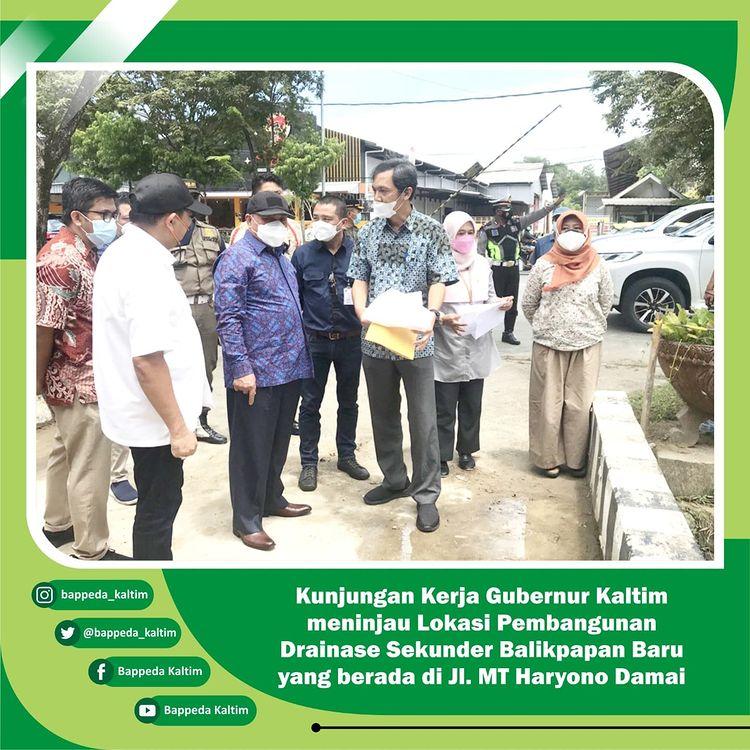 Kunjungan Kerja Gubernur Kaltim
meninjau Lokasi Pembangunan
Drainase Sekunder Balikpapan Baru
yang berada di Jl. MT Haryono Damai
bappeda_kaltim
@bappeda_kaltim
Bappeda Kaltim
Bappeda Kaltim